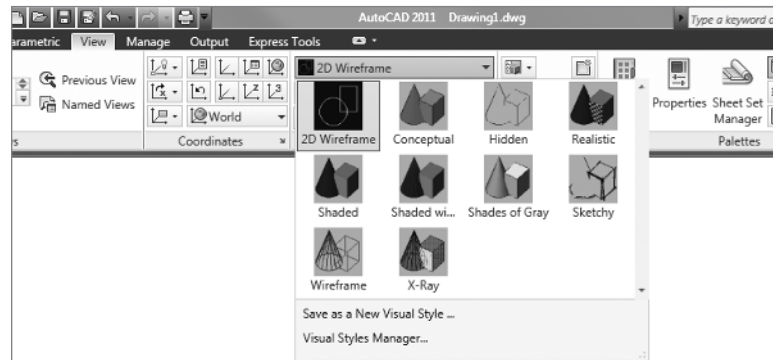 AutoCAD 2011 Drawing1.dwg
Type a keyword o
arametric View Manage Output Express Tools
Previous View
Named Views
World
2D Wireframe
Properties Sheet Set Manager
s Coordinates Palettes
2D Wireframe Conceptual Hidden Realistic
Shaded Shaded wi... Shades of Gray Sketchy
Wireframe X-Ray
Save as a New Visual Style ...
Visual Styles Manager...